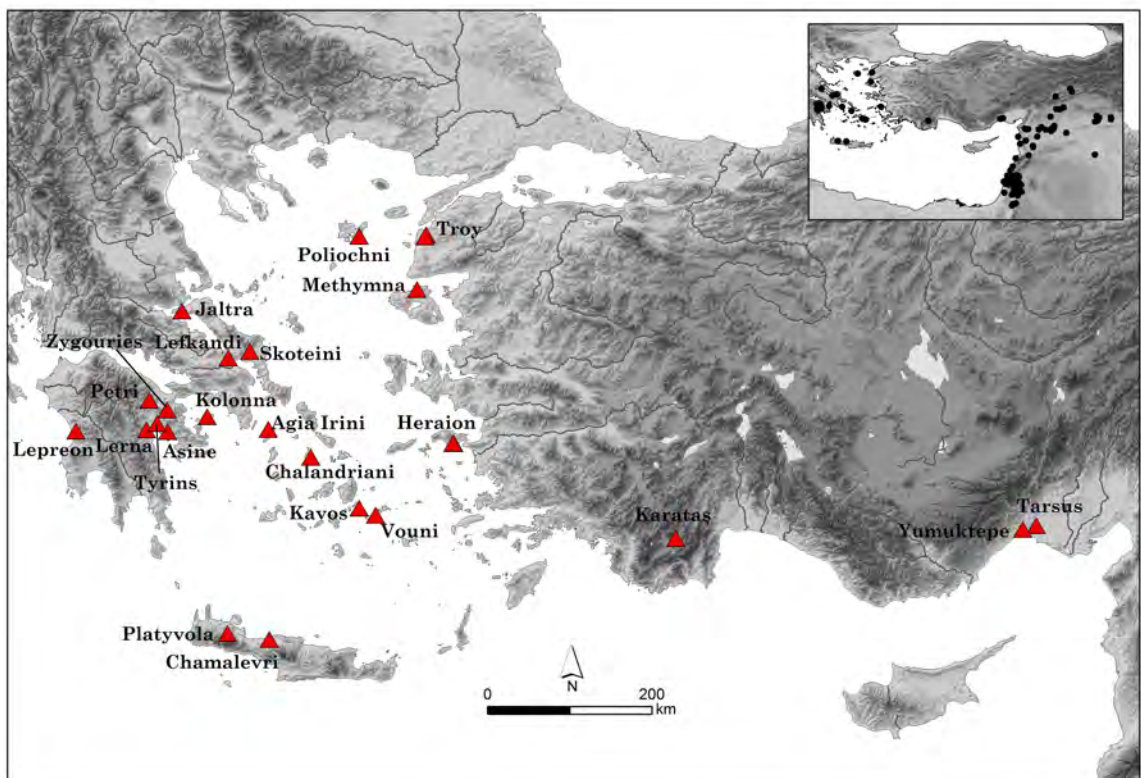 Troy
Poliochni
Methymna
Jaltra
Zygouries
Lefkandi
Skoteini
Petri
Kolonna
Agia Irini
Heraion
Lepreon
Lerna
Asine
Chalandriani
Tyrins
Kavos
Vouni
Karataş
Tarsus
Yumuktepe
Platyvola
Chamalevri
N
0 200
km